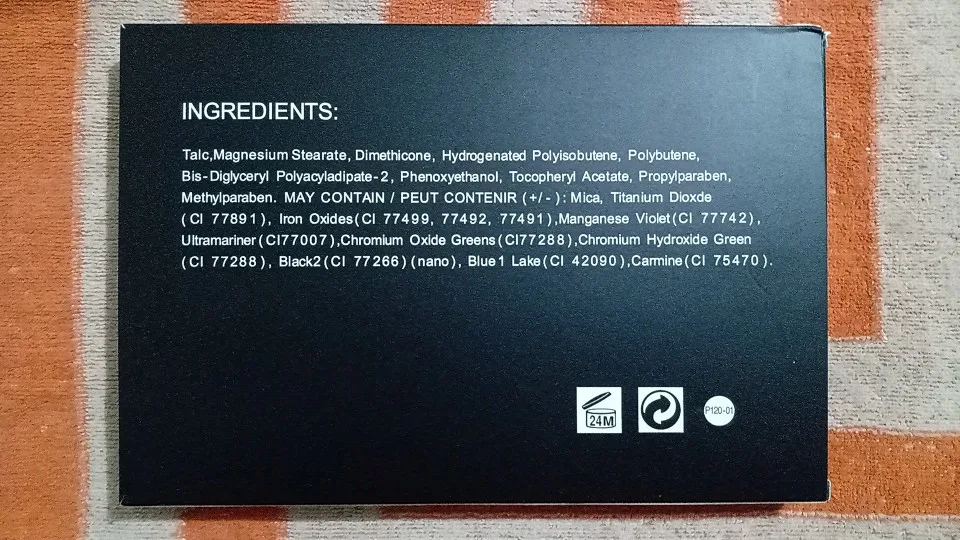 INGREDIENTS:
Talc,Magnesium Stearate, Dimethicone, Hydrogenated Polyisobutene, Polybutene,
Bis-Diglyceryl Polyacyladipate-2, Phenoxyethanol, Tocopheryl Acetate, Propylparaben,
Methylparaben. MAY CONTAIN / PEUT CONTENIR (+/-): Mica, Titanium Dioxde
(CI 77891), Iron Oxides(CI 77499, 77492, 77491),Manganese Violet(CI 77742),
Ultramariner(CI77007),Chromium Oxide Greens(CI77288),Chromium Hydroxide Green
(CI 77288), Black2(CI 77266)(nano), Blue1 Lake(CI 42090),Carmine(CI 75470).
24M
P120-01